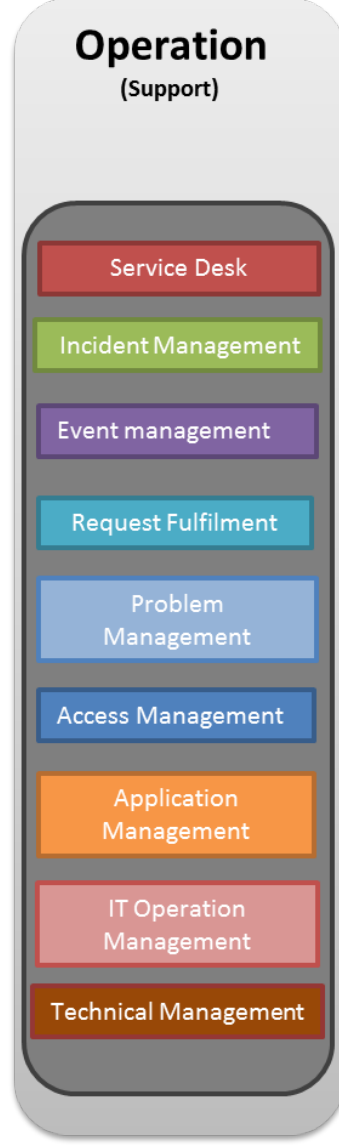 Operation
(Support)
Service Desk
Incident Management
Event management
Request Fulfilment
Problem
Management
Access Management
Application
Management
IT Operation
Management
Technical Management